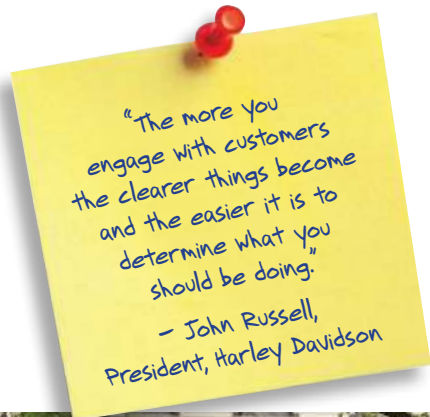 “The more you
engage with customers
the clearer things become
and the easier it is to
determine what you
should be doing.”
– John Russell,
President, Harley Davidson